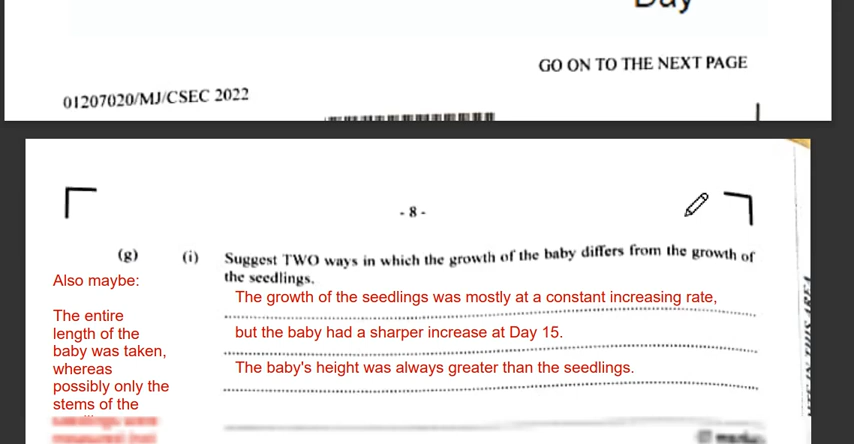 Day
GO ON TO THE NEXT PAGE
01207020/MJ/CSEC 2022
- 8 -
(g) (i) Suggest TWO ways in which the growth of the baby differs from the growth of
the seedlings.
The growth of the seedlings was mostly at a constant increasing rate,
but the baby had a sharper increase at Day 15.
The baby's height was always greater than the seedlings.
Also maybe:
The entire
length of the
baby was taken,
whereas
possibly only the
stems of the